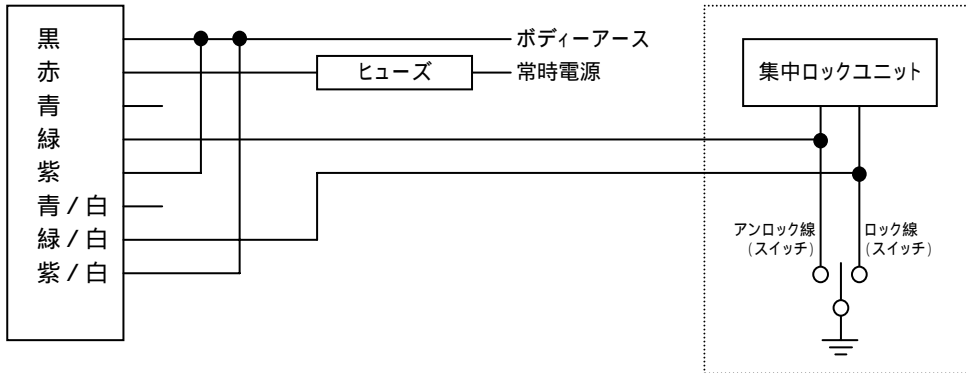 黒
赤
青
緑
紫
青/白
緑/白
紫/白
ボディーアース
ヒューズ
常時電源
集中ロックユニット
アンロック線
(スイッチ)
ロック線
(スイッチ)